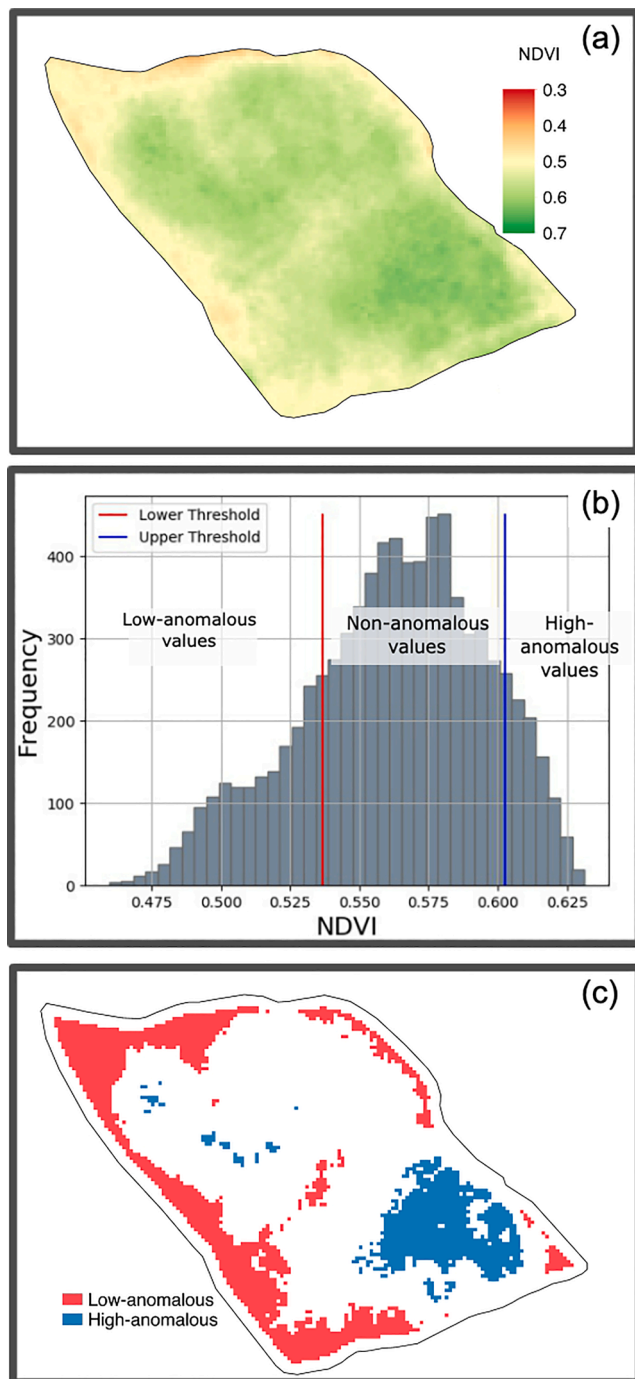 (a)
NDVI
0.3
0.4
0.5
0.6
0.7
(b)
Lower Threshold
Upper Threshold
400
300
200
100
0
Low-anomalous
values
Non-anomalous
values
High-
anomalous
values
Frequency
0.475 0.500 0.525 0.550 0.575 0.600 0.625
NDVI
(c)
Low-anomalous
High-anomalous